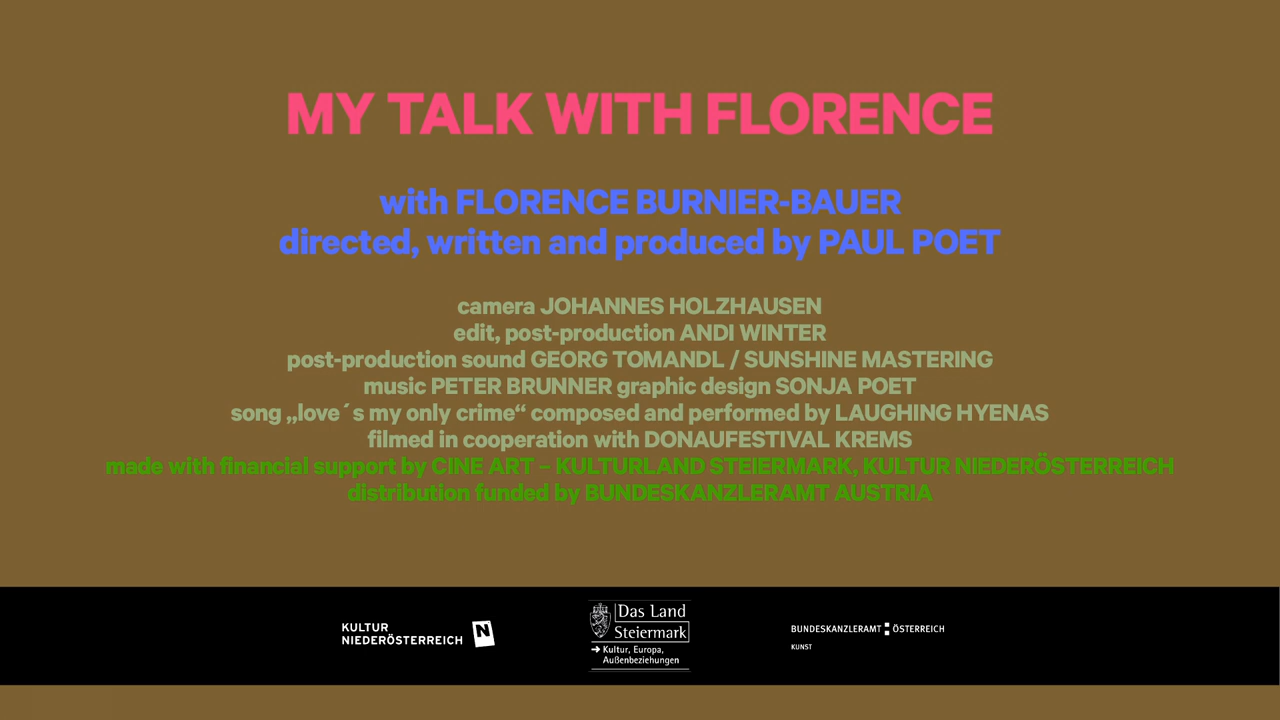 MY TALK WITH FLORENCE
with FLORENCE BURNIER-BAUER
directed, written and produced by PAUL POET
camera JOHANNES HOLZHAUSEN
edit, post-production ANDI WINTER
post-production sound GEORG TOMANDL / SUNSHINE MASTERING
music PETER BRUNNER graphic design SONJA POET
song „love´s my only crime“ composed and performed by LAUGHING HYENAS
filmed in cooperation with DONAUFESTIVAL KREMS
made with financial support by CINE ART – KULTURLAND STEIERMARK, KULTUR NIEDERÖSTERREICH
distribution funded by BUNDESKANZLERAMT AUSTRIA
KULTUR
NIEDERÖSTERREICH N
Das Land
Steiermark
➔ Kultur, Europa,
Außenbeziehungen
BUNDESKANZLERAMT ÖSTERREICH
KUNST